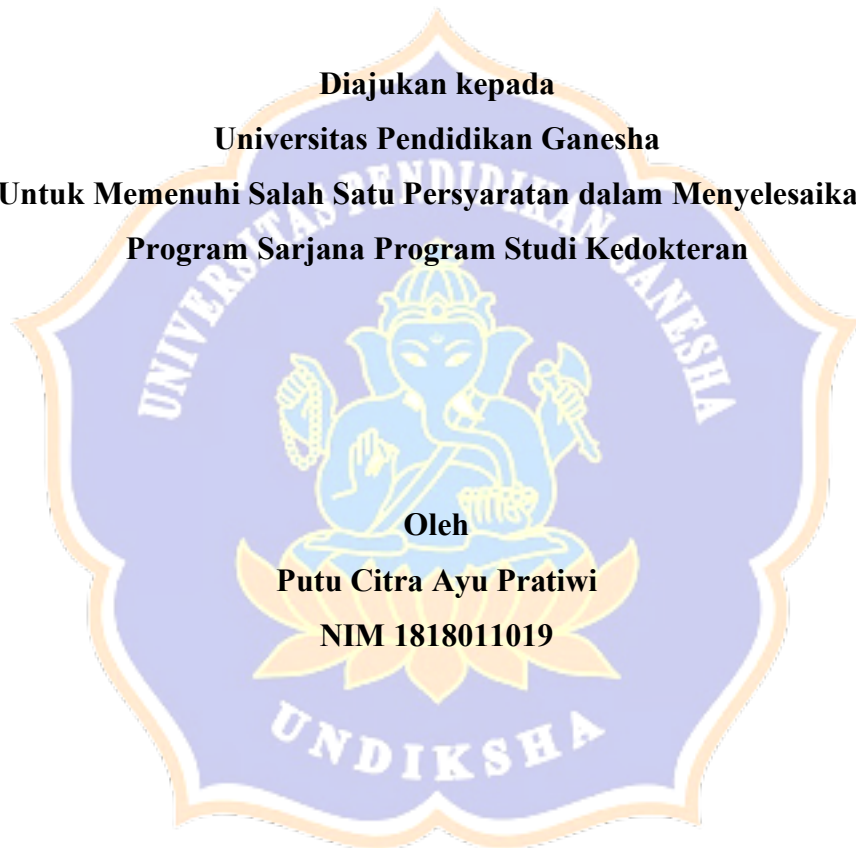 Diajukan kepada
Universitas Pendidikan Ganesha
Untuk Memenuhi Salah Satu Persyaratan dalam Menyelesaika
Program Sarjana Program Studi Kedokteran
UNIVERSITAS PENDIDIKAN GANESHA
Oleh
Putu Citra Ayu Pratiwi
NIM 1818011019
UNDIKSHA